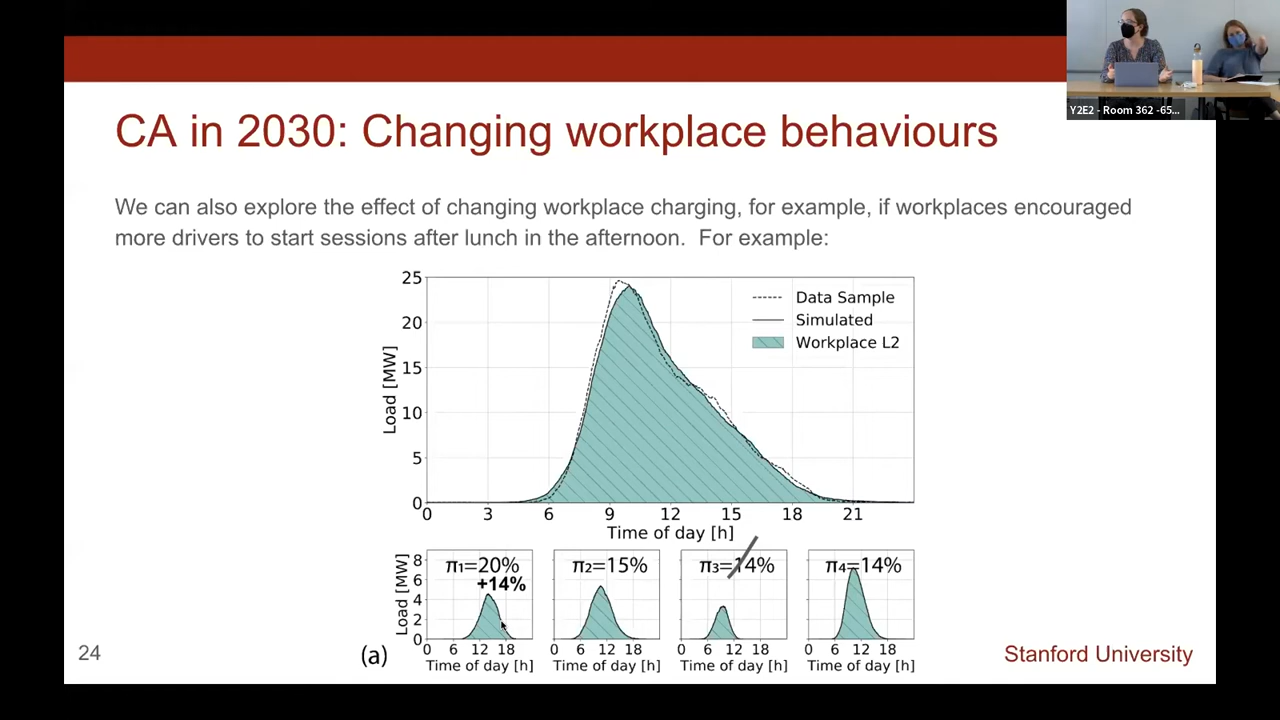 Y2E2 - Room 362 -65...
CA in 2030: Changing workplace behaviours
We can also explore the effect of changing workplace charging, for example, if workplaces encouraged
more drivers to start sessions after lunch in the afternoon. For example:
25
20
15
10
5
0
Load [MW]
Data Sample
Simulated
Workplace L2
0 3 6 9 12 15 18 21
Time of day [h]
8
6
4
2
0
Load [MW]
π1=20%
+14%
π2=15%
π3=14%
π4=14%
0 6 12 18
0 6 12 18
0 6 12 18
0 6 12 18
Time of day [h]
Time of day [h]
Time of day [h]
Time of day [h]
24
(a)
Stanford University